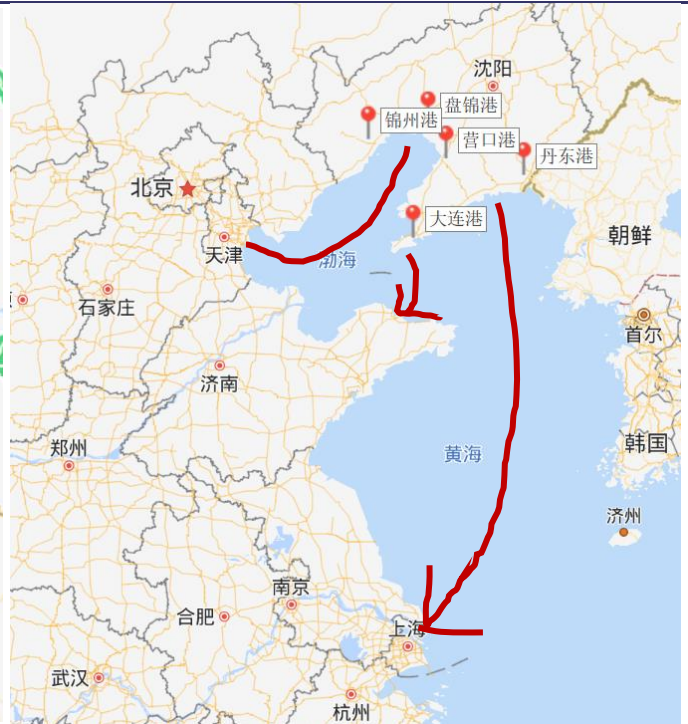 沈阳
盘锦港
锦州港
营口港
丹东港
北京
大连港
朝鲜
天津
渤海
石家庄
首尔
济南
郑州
黄海
韩国
济州
南京
合肥
上海
武汉
杭州